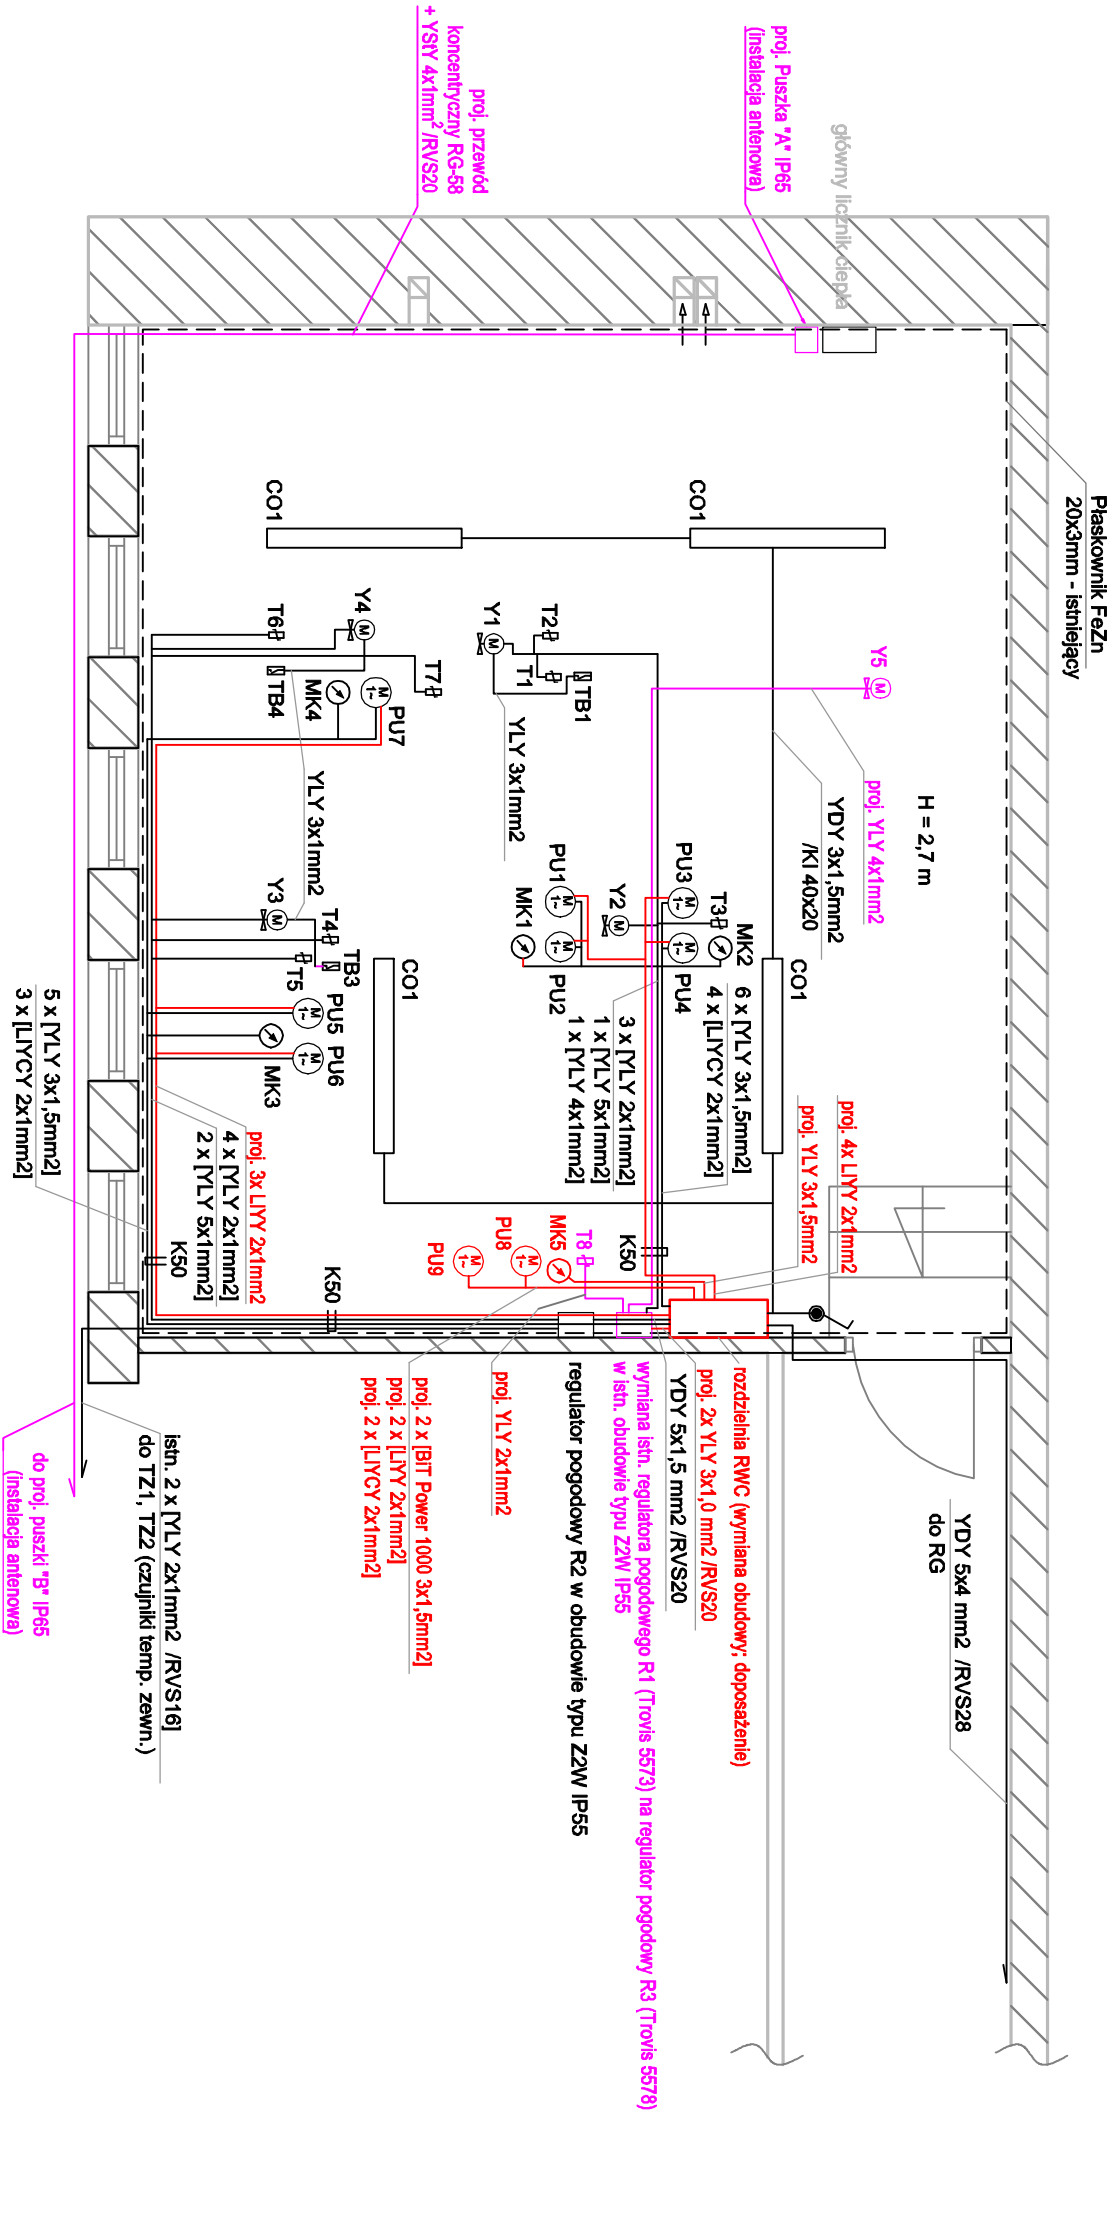 Płaskownik FeZn
20x3mm - istniejący
główny licznik ciepła
proj. Puszka "A" IP65
(instalacja antenowa)
proj. przewód
koncentryczny RG-58
+ YStY 4x1mm² /RVS20
H = 2,7 m
Y5
proj. YLY 4x1mm2
YDY 3x1,5mm2
/KI 40x20
CO1
CO1
CO1
CO1
T2
T1
TB1
Y1
YLY 3x1mm2
T7
Y4
T6
TB4
MK4
PU7
YLY 3x1mm2
PU3
T3
MK2
PU4
Y2
PU1
PU2
MK1
6 x [YLY 3x1,5mm2]
4 x [LIYCY 2x1mm2]
3 x [YLY 2x1mm2]
1 x [YLY 5x1mm2]
1 x [YLY 4x1mm2]
Y3
T4
TB3
T5
PU5
PU6
MK3
proj. 4x LIYY 2x1mm2
proj. YLY 3x1,5mm2
proj. 3x LIYY 2x1mm2
4 x [YLY 2x1mm2]
2 x [YLY 5x1mm2]
5 x [YLY 3x1,5mm2]
3 x [LIYCY 2x1mm2]
K50
K50
K50
T8
MK5
PU8
PU9
YDY 5x4 mm2 /RVS28
do RG
rozdzielnia RWC (wymiana obudowy; doposażenie)
proj. 2x YLY 3x1,0 mm2 /RVS20
YDY 5x1,5 mm2 /RVS20
wymiana istn. regulatora pogodowego R1 (Trovis 5573) na regulator pogodowy R3 (Trovis 5578)
w istn. obudowie typu Z2W IP55
regulator pogodowy R2 w obudowie typu Z2W IP55
proj. YLY 2x1mm2
proj. 2 x [BiT Power 1000 3x1,5mm2]
proj. 2 x [LiYY 2x1mm2]
proj. 2 x [LIYCY 2x1mm2]
istn. 2 x [YLY 2x1mm2 /RVS16]
do TZ1, TZ2 (czujniki temp. zewn.)
do proj. puszki "B" IP65
(instalacja antenowa)
M
M
M
M
M
M
1~
M
1~
M
1~
M
1~
M
1~
M
1~
M
1~
M
1~
M
1~